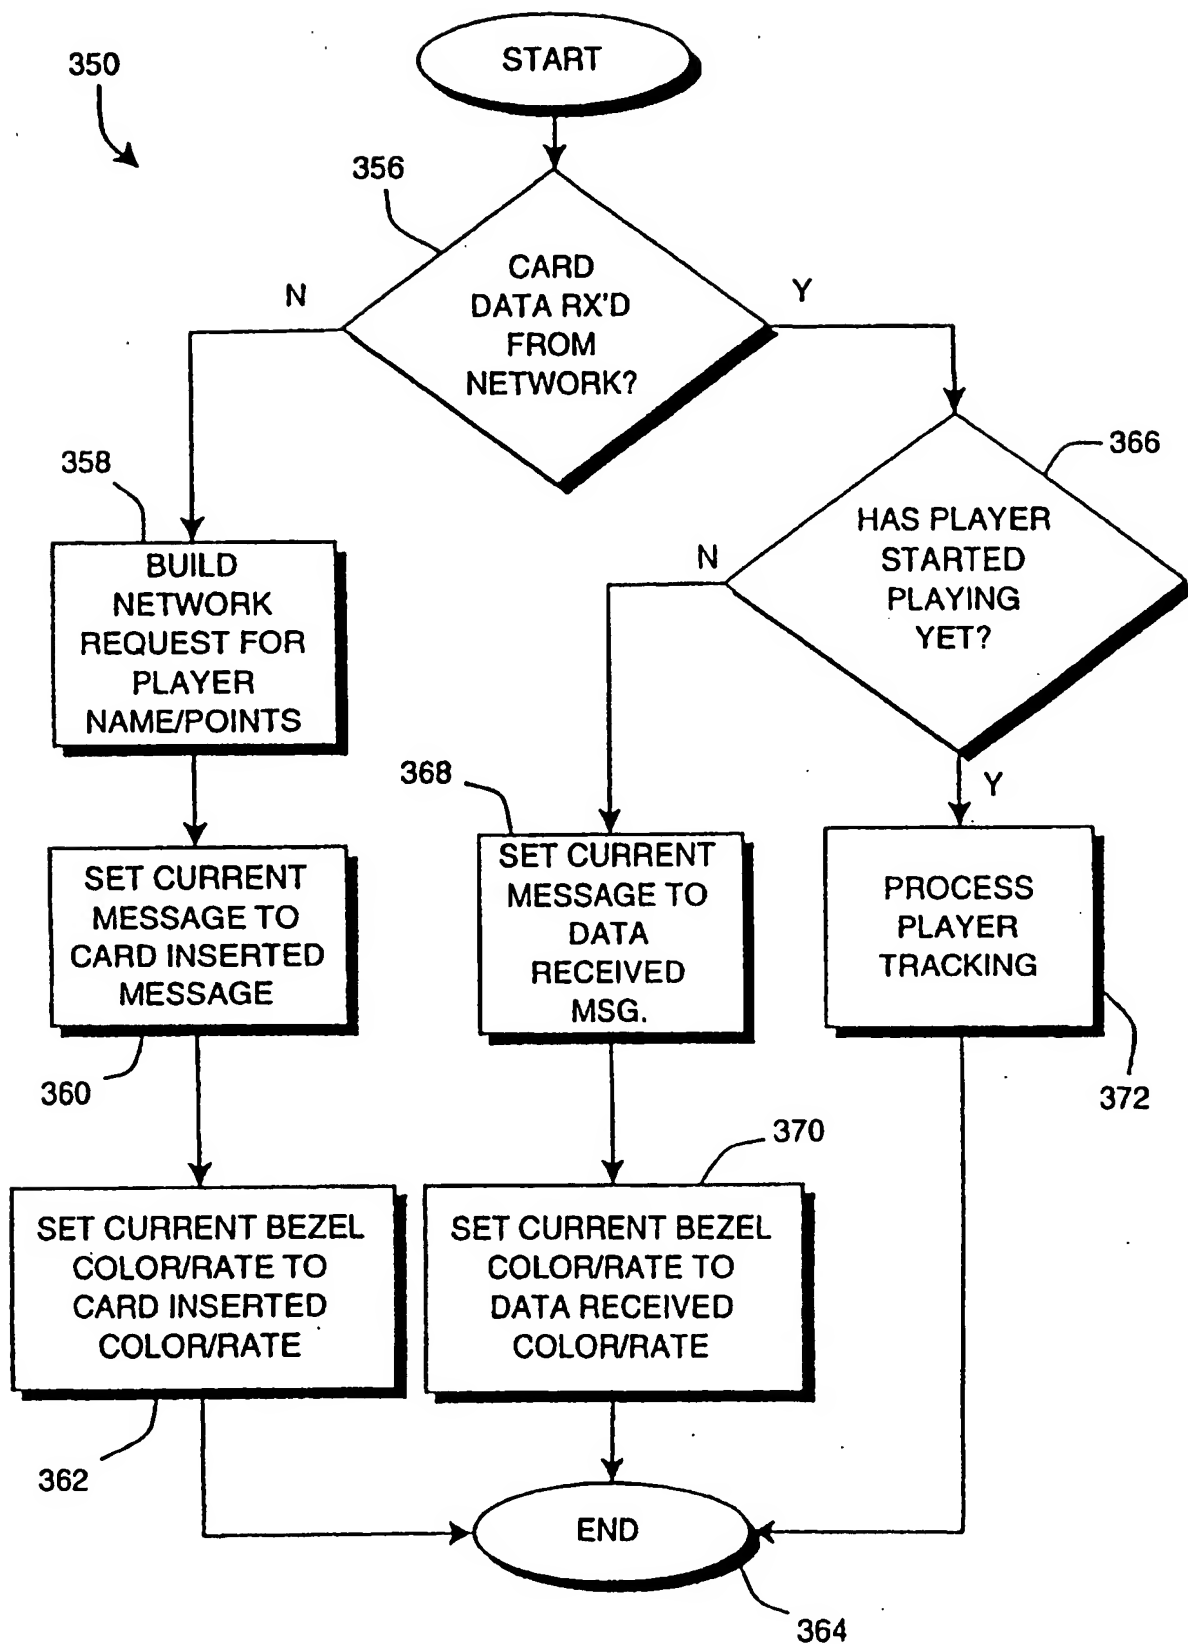 START
350
356
CARD
DATA RX'D
FROM
NETWORK?
N
Y
358
BUILD
NETWORK
REQUEST FOR
PLAYER
NAME/POINTS
366
HAS PLAYER
STARTED
PLAYING
YET?
N
Y
368
SET CURRENT
MESSAGE TO
CARD INSERTED
MESSAGE
360
SET CURRENT
MESSAGE TO
DATA
RECEIVED
MSG.
PROCESS
PLAYER
TRACKING
372
370
SET CURRENT BEZEL
COLOR/RATE TO
CARD INSERTED
COLOR/RATE
362
SET CURRENT BEZEL
COLOR/RATE TO
DATA RECEIVED
COLOR/RATE
END
364